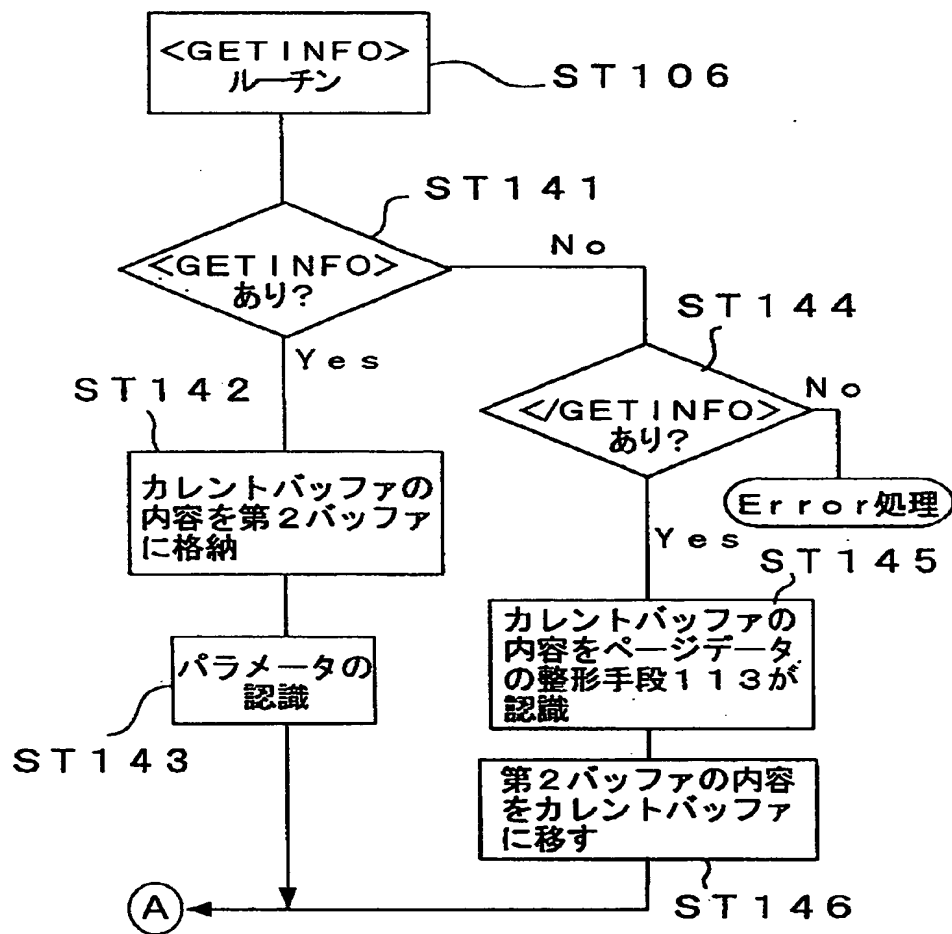 <GETINFO>
ルーチン
ST106
ST141
<GETINFO>
あり?
No
Yes
ST144
</GETINFO>
あり?
No
Error処理
Yes
ST142
カレントバッファの
内容を第2バッファ
に格納
ST143
パラメータの
認識
ST145
カレントバッファの
内容をページデータ
の整形手段113が
認識
第2バッファの内容
をカレントバッファ
に移す
ST146
A